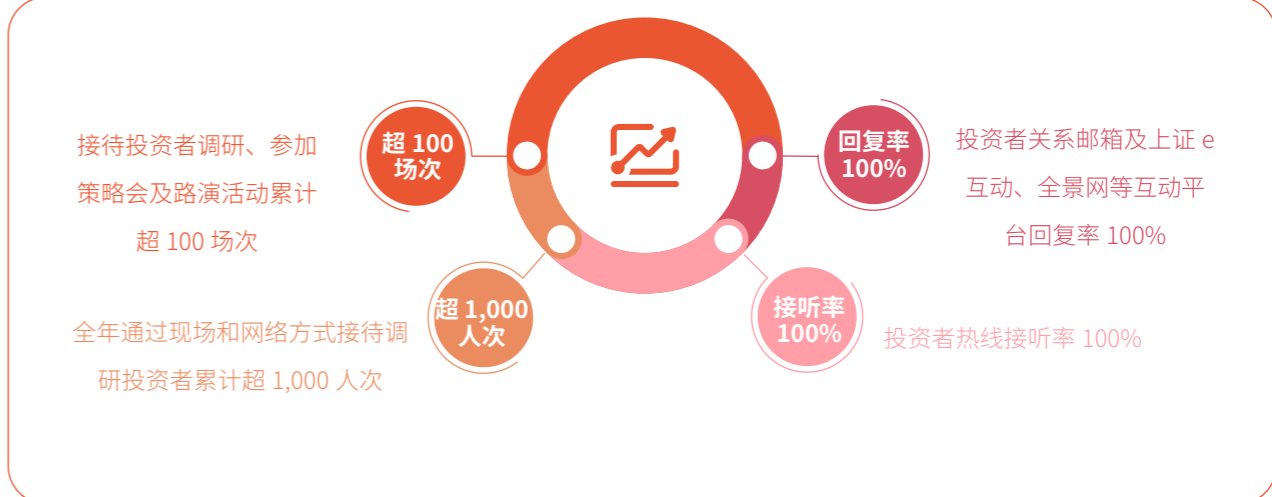 接待投资者调研、参加
策略会及路演活动累计
超 100 场次
超 100
场次
回复率
100%
投资者关系邮箱及上证 e
互动、全景网等互动平
台回复率 100%
全年通过现场和网络方式接待调
研投资者累计超 1,000 人次
超 1,000
人次
接听率
100%
投资者热线接听率 100%